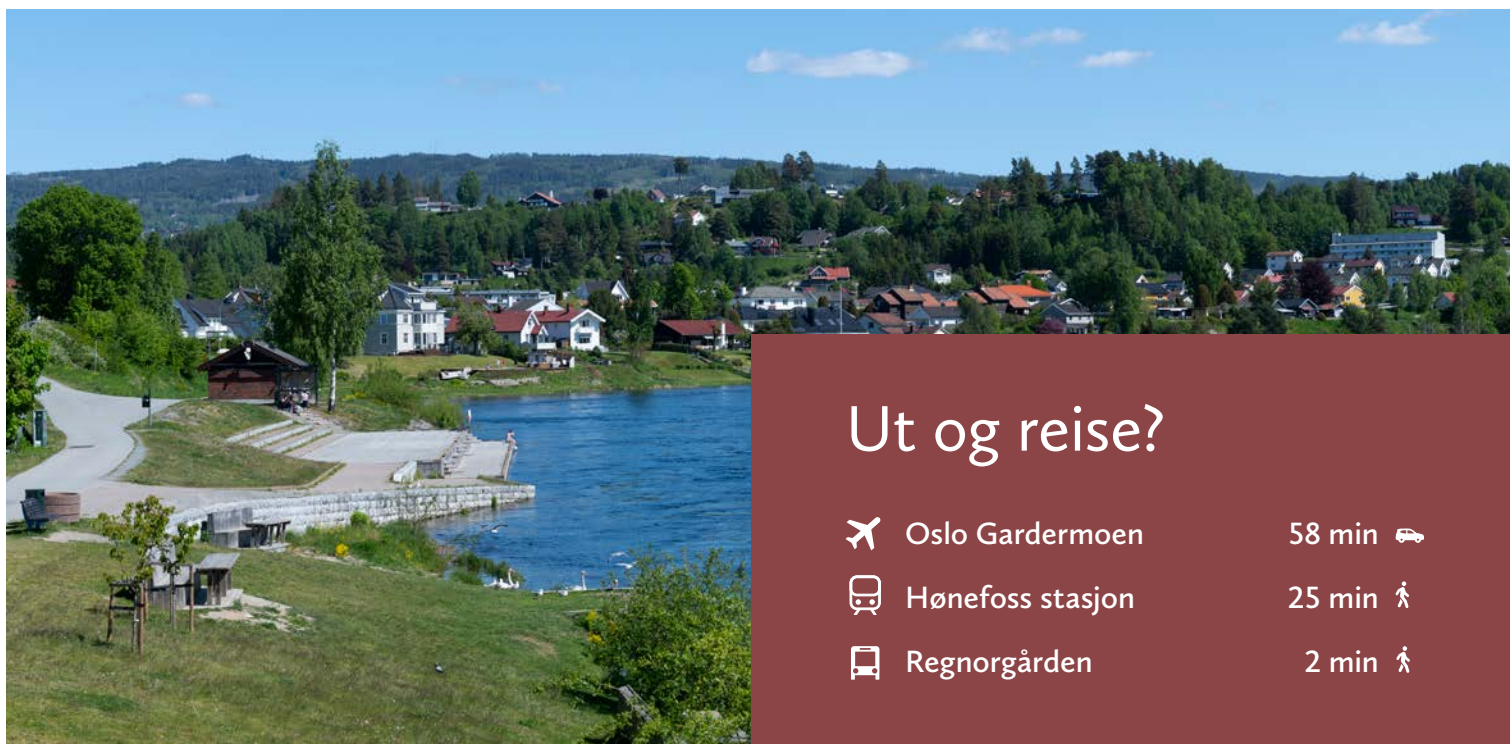 Ut og reise?
Oslo Gardermoen 58 min
Hønefoss stasjon 25 min
Regnorgården 2 min